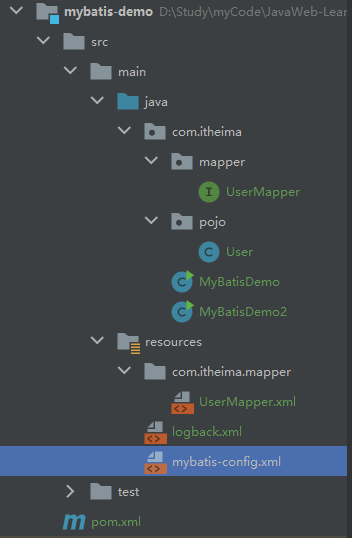 mybatis-demo D:\Study\myCode\JavaWeb-Lear
src
main
java
com.itheima
mapper
UserMapper
pojo
User
MyBatisDemo
MyBatisDemo2
resources
com.itheima.mapper
UserMapper.xml
logback.xml
mybatis-config.xml
test
pom.xml